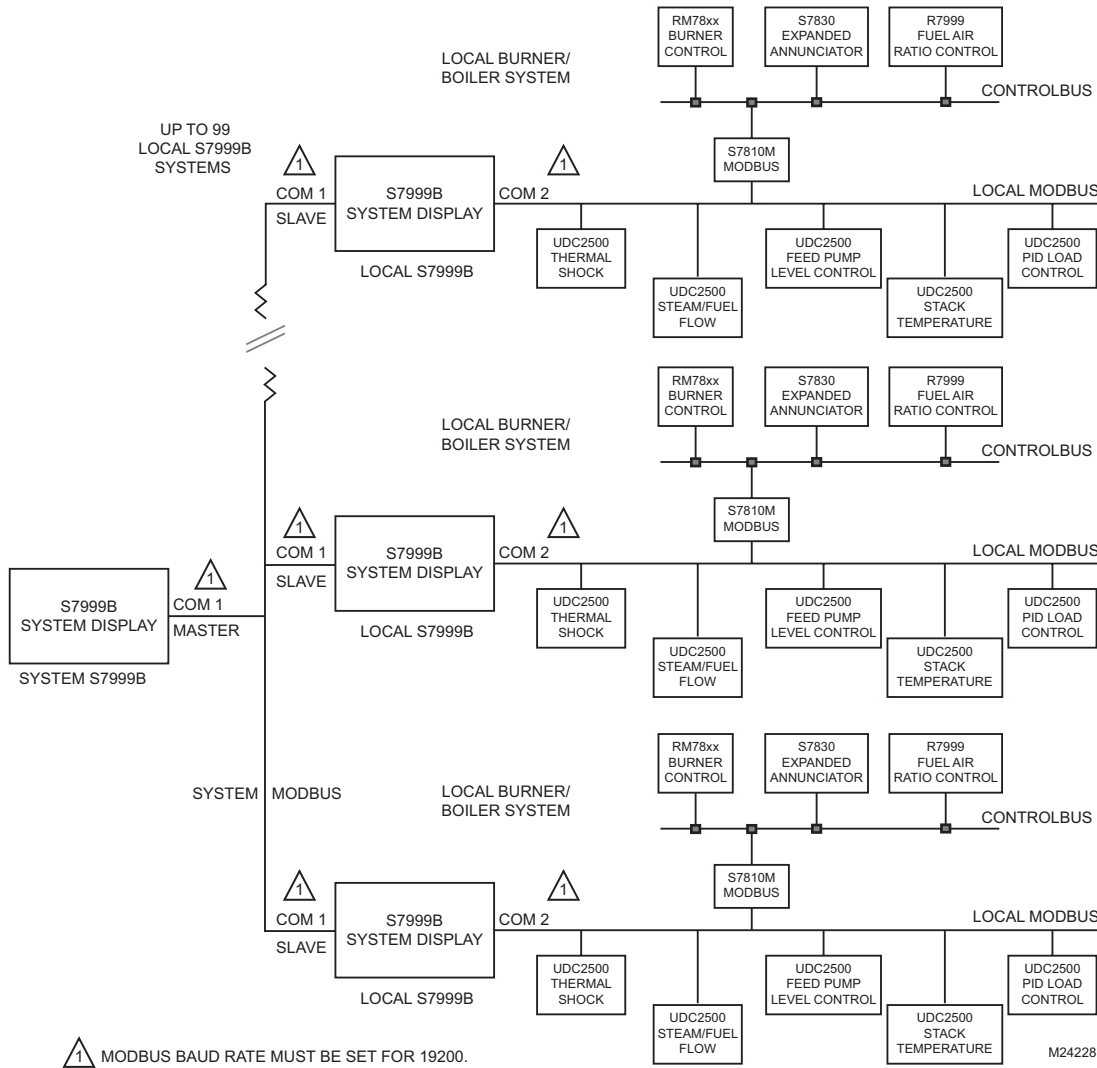 RM78xx
BURNER
CONTROL
S7830
EXPANDED
ANNUNCIATOR
R7999
FUEL AIR
RATIO CONTROL
LOCAL BURNER/
BOILER SYSTEM
CONTROLBUS
UP TO 99
LOCAL S7999B
SYSTEMS
1
COM 1
SLAVE
S7999B
SYSTEM DISPLAY
LOCAL S7999B
1
COM 2
S7810M
MODBUS
LOCAL MODBUS
UDC2500
THERMAL
SHOCK
UDC2500
STEAM/FUEL
FLOW
UDC2500
FEED PUMP
LEVEL CONTROL
UDC2500
STACK
TEMPERATURE
UDC2500
PID LOAD
CONTROL
RM78xx
BURNER
CONTROL
S7830
EXPANDED
ANNUNCIATOR
R7999
FUEL AIR
RATIO CONTROL
LOCAL BURNER/
BOILER SYSTEM
CONTROLBUS
S7999B
SYSTEM DISPLAY
SYSTEM S7999B
1
COM 1
MASTER
1
COM 1
SLAVE
S7999B
SYSTEM DISPLAY
LOCAL S7999B
1
COM 2
S7810M
MODBUS
LOCAL MODBUS
UDC2500
THERMAL
SHOCK
UDC2500
STEAM/FUEL
FLOW
UDC2500
FEED PUMP
LEVEL CONTROL
UDC2500
STACK
TEMPERATURE
UDC2500
PID LOAD
CONTROL
RM78xx
BURNER
CONTROL
S7830
EXPANDED
ANNUNCIATOR
R7999
FUEL AIR
RATIO CONTROL
SYSTEM MODBUS
LOCAL BURNER/
BOILER SYSTEM
CONTROLBUS
1
COM 1
SLAVE
S7999B
SYSTEM DISPLAY
LOCAL S7999B
1
COM 2
S7810M
MODBUS
LOCAL MODBUS
UDC2500
THERMAL
SHOCK
UDC2500
STEAM/FUEL
FLOW
UDC2500
FEED PUMP
LEVEL CONTROL
UDC2500
STACK
TEMPERATURE
UDC2500
PID LOAD
CONTROL
1 MODBUS BAUD RATE MUST BE SET FOR 19200.
M24228